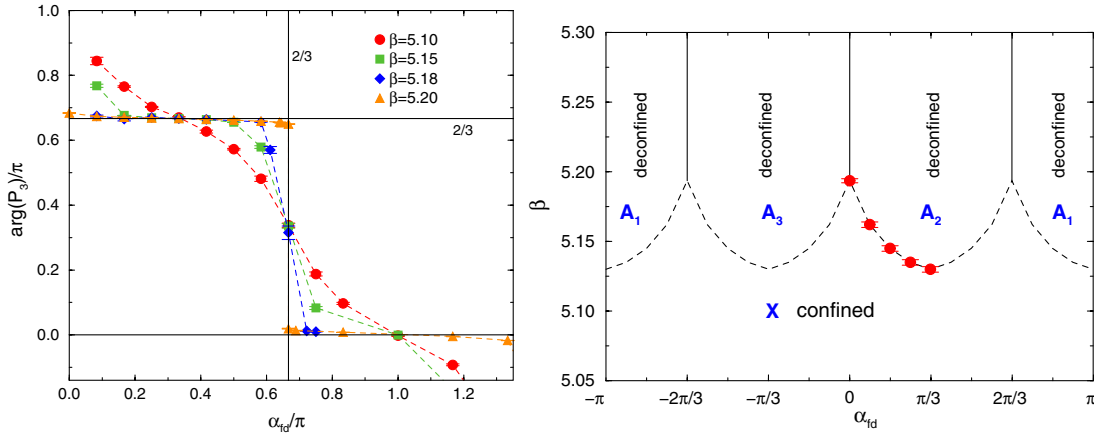 1.0
0.8
0.6
0.4
0.2
0.0
arg(P₃)/π
2/3
β=5.10
β=5.15
β=5.18
β=5.20
2/3
0.0 0.2 0.4 0.6 0.8 1.0 1.2
α_fd/π
5.30
5.25
5.20
5.15
5.10
5.05
β
deconfined deconfined deconfined deconfined
A₁ A₃ A₂ A₁
X confined
−π −2π/3 −π/3 0 π/3 2π/3 π
α_fd